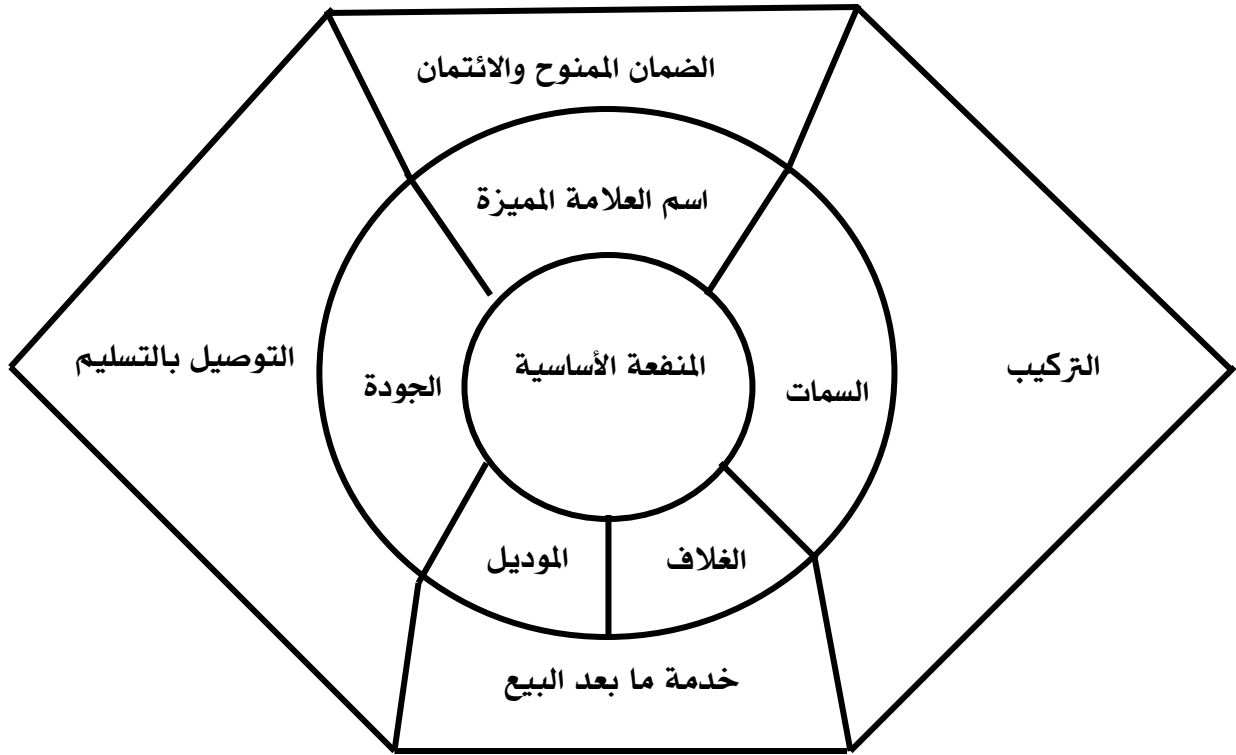 الضمان الممنوح والائتمان
اسم العلامة المميزة
التركيب
السمات
المنفعة الأساسية
الجودة
التوصيل بالتسليم
الغلاف
الموديل
خدمة ما بعد البيع